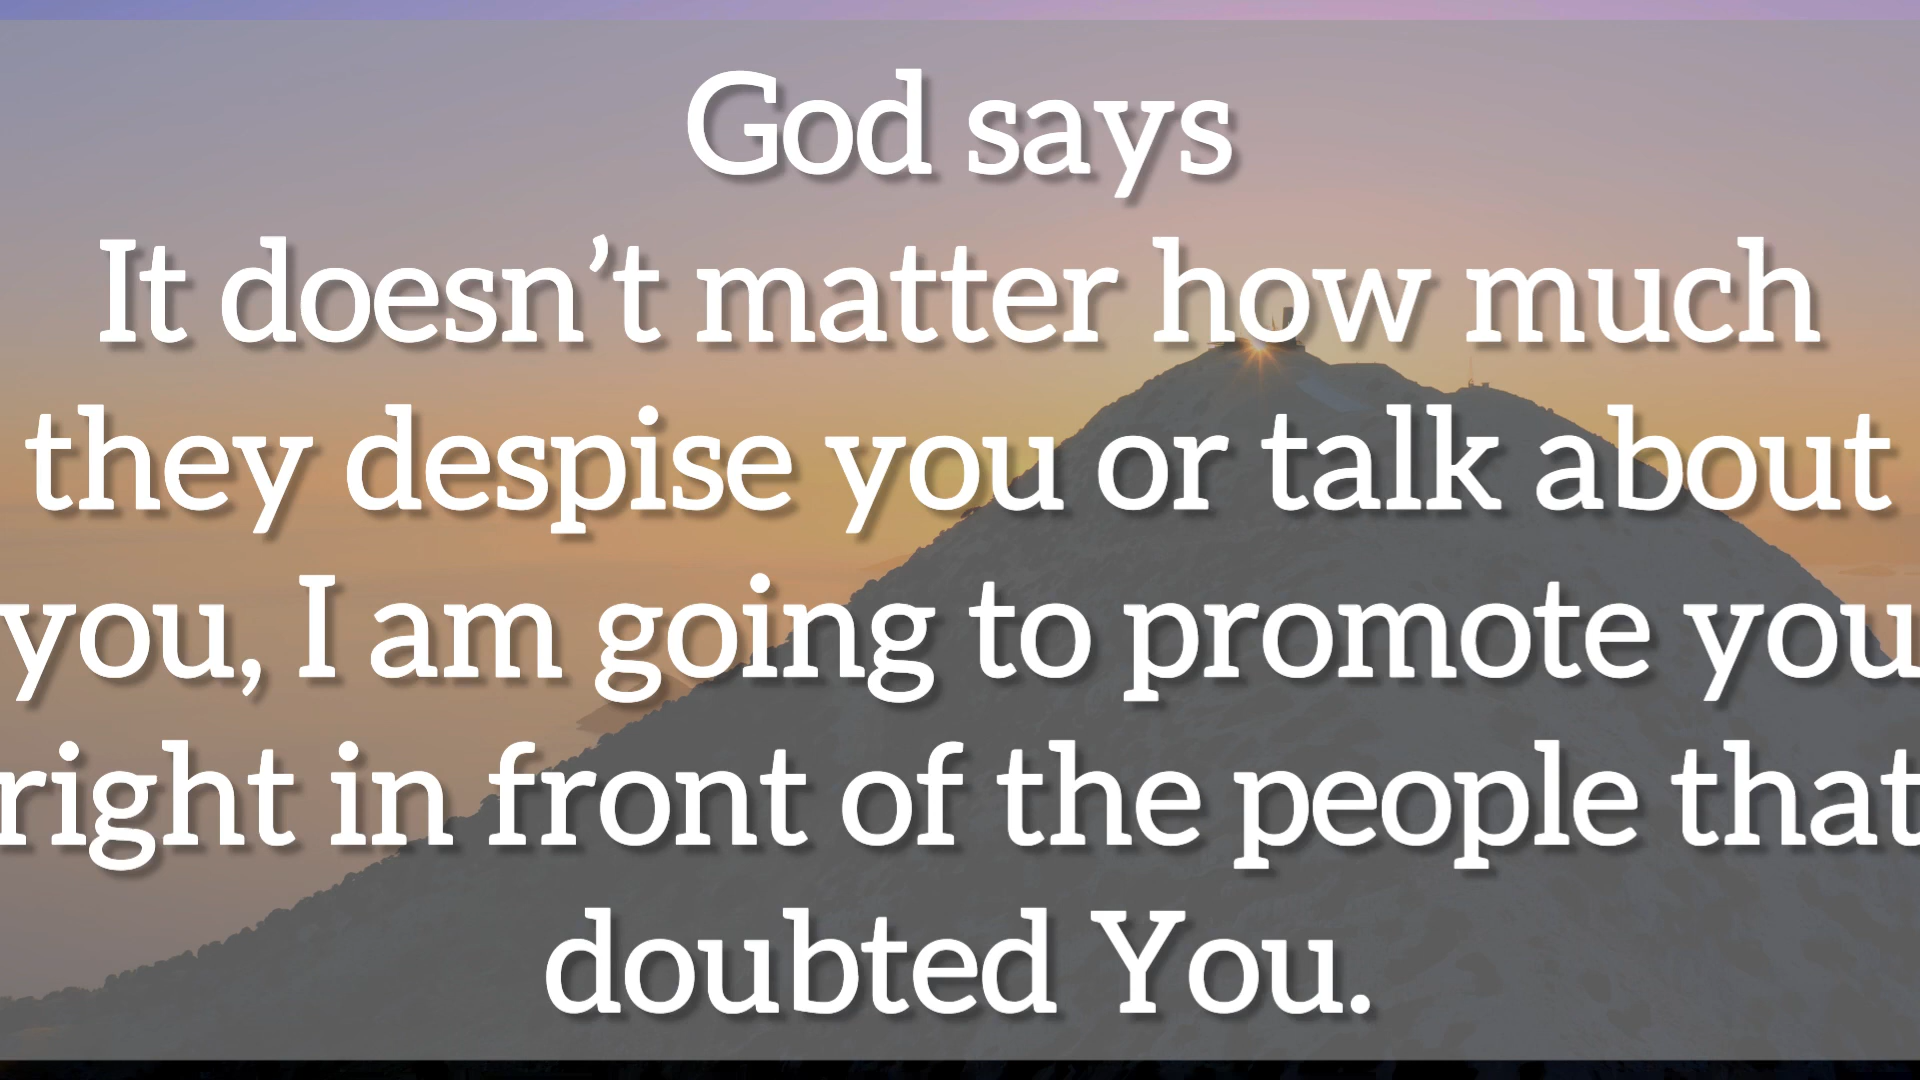 God says
It doesn’t matter how much
they despise you or talk about
you, I am going to promote you
right in front of the people that
doubted You.